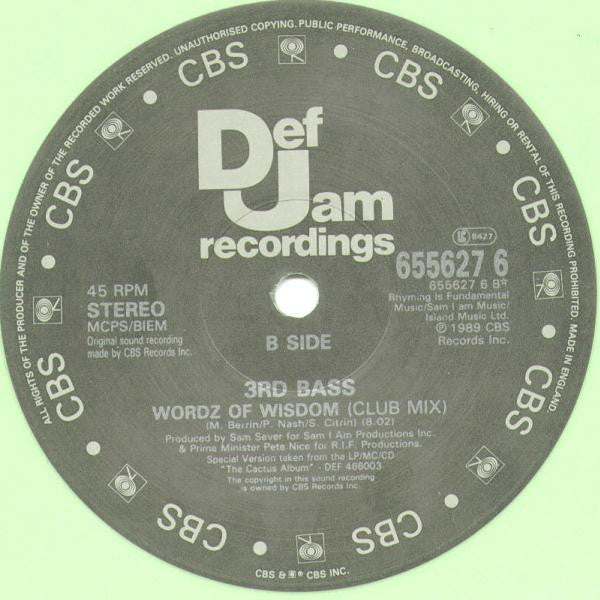 ALL RIGHTS OF THE PRODUCER AND OF THE OWNER OF THE RECORDED WORK RESERVED. UNAUTHORISED COPYING, PUBLIC PERFORMANCE, BROADCASTING, HIRING OR RENTAL OF THIS RECORDING PROHIBITED. MADE IN ENGLAND.
CBS
CBS
CBS
CBS
CBS
CBS
CBS
CBS
Def
Jam
recordings
LC 8427
655627 6
655627 6 B*
Rhyming Is Fundamental
Music/Sam I am Music/
Island Music Ltd.
℗ 1989 CBS
Records Inc.
45 RPM
STEREO
MCPS/BIEM
Original sound recording
made by CBS Records Inc.
B SIDE
3RD BASS
WORDZ OF WISDOM (CLUB MIX)
(M. Berrin/P. Nash/S. Citrin) (8.02)
Produced by Sam Sever for Sam I Am Productions Inc.
& Prime Minister Pete Nice for R.I.F. Productions.
Special Version taken from the LP/MC/CD
"The Cactus Album" - DEF 466003
The copyright in this sound recording
is owned by CBS Records Inc.
CBS & ® CBS INC.